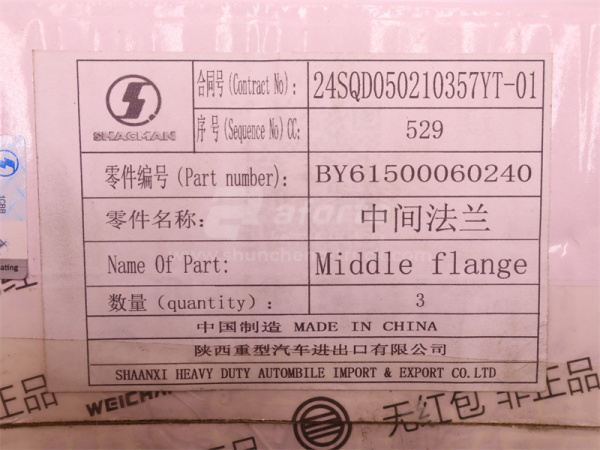 SHACMAN
合同号(Contract No): 24SQD050210357YT-01
序号(Sequence No)CC: 529
零件编号(Part number): BY61500060240
零件名称: 中间法兰
Name Of Part: Middle flange
数量(quantity): 3
中国制造 MADE IN CHINA
陕西重型汽车进出口有限公司
SHAANXI HEAVY DUTY AUTOMBILE IMPORT & EXPORT CO.LTD
正品 WEICHAI 无红包 非正品